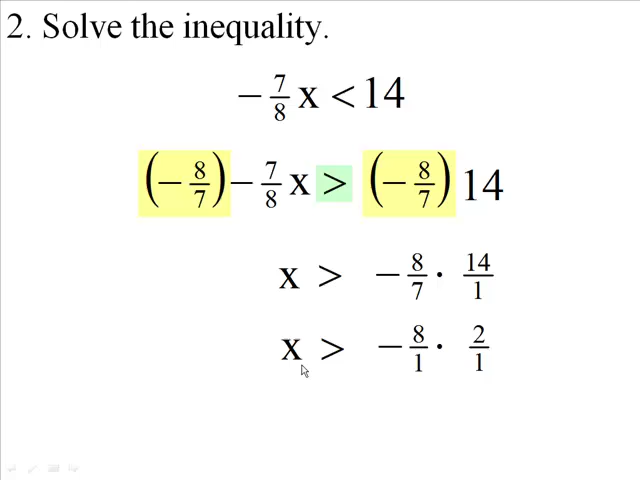 2. Solve the inequality.
− 7/8 x < 14
(− 8/7) − 7/8 x > (− 8/7) 14
x > − 8/7 · 14/1
x > − 8/1 · 2/1